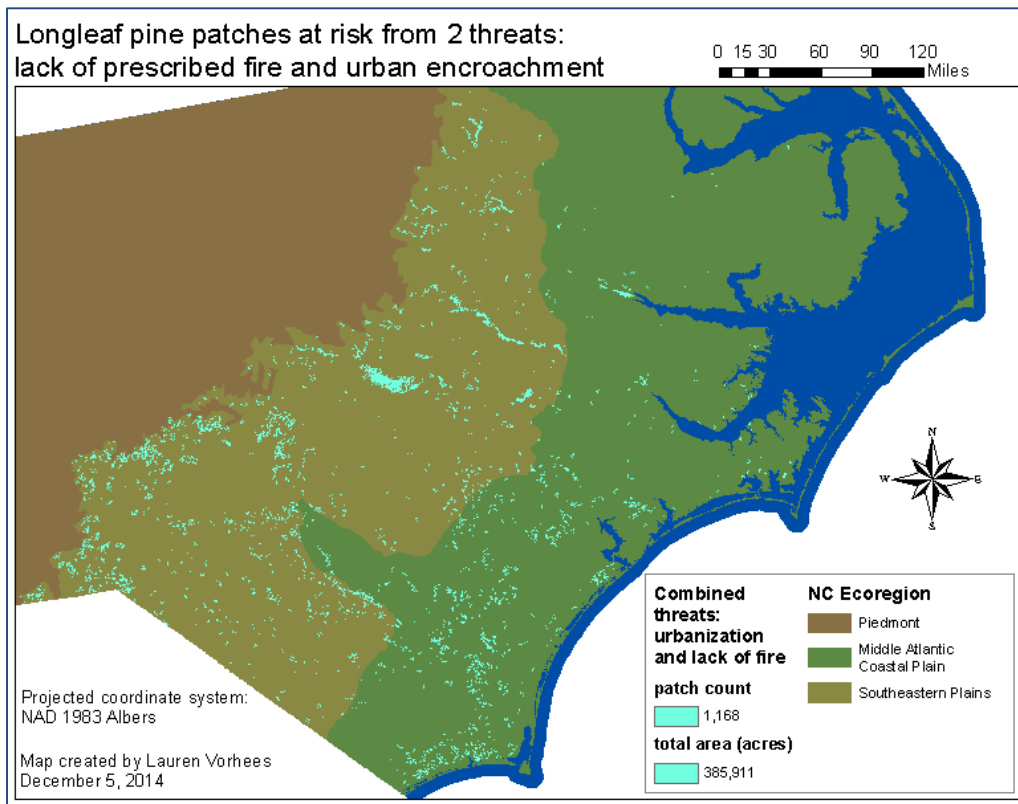 Longleaf pine patches at risk from 2 threats:
lack of prescribed fire and urban encroachment
0 15 30 60 90 120
Miles
N
W E
S
Combined
threats:
urbanization
and lack of fire
patch count
1,168
total area (acres)
385,911
NC Ecoregion
Piedmont
Middle Atlantic
Coastal Plain
Southeastern Plains
Projected coordinate system:
NAD 1983 Albers
Map created by Lauren Vorhees
December 5, 2014